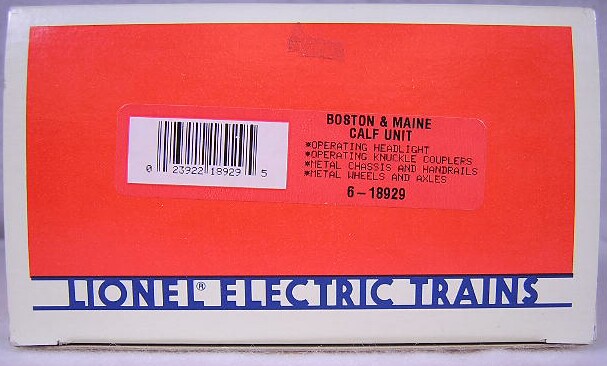 BOSTON & MAINE
CALF UNIT
*OPERATING HEADLIGHT
*OPERATING KNUCKLE COUPLERS
*METAL CHASSIS AND HANDRAILS
*METAL WHEELS AND AXLES
6-18929
0 23922 18929 5
LIONEL® ELECTRIC TRAINS